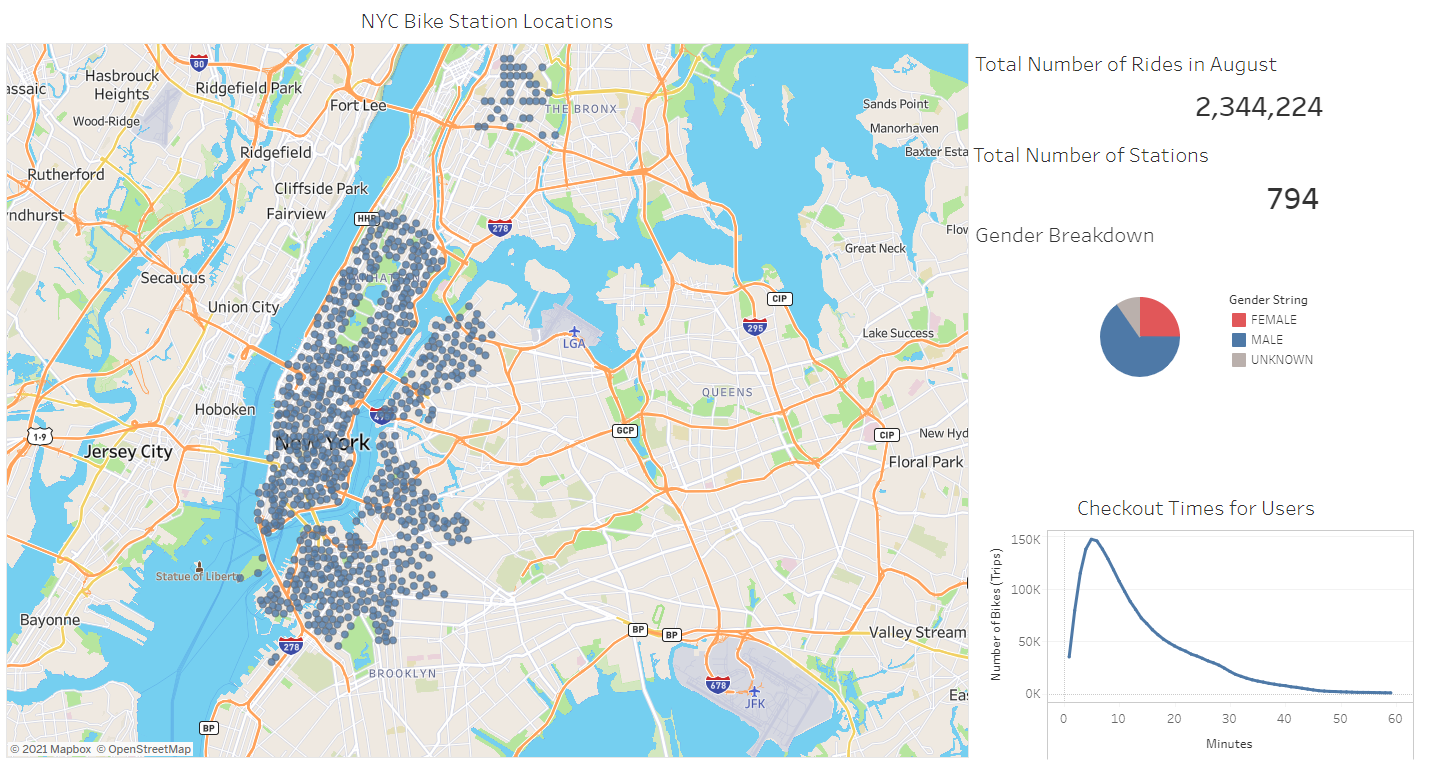 NYC Bike Station Locations
80
Hasbrouck
Heights
Ridgefield Park
assaic
Fort Lee
THE BRONX
Sands Point
Wood-Ridge
Manorhaven
Ridgefield
Baxter Esta
Rutherford
Cliffside Park
yndhurst
Fairview
HHP
278
Flow
Great Neck
Secaucus
Union City
CIP
295
LGA
Lake Success
QUEENS
Hoboken
1-9
GCP
CIP
New Hyd
New York
Jersey City
Floral Park
Statue of Liberty
Bayonne
BP
BP
Valley Stream
278
BROOKLYN
678
JFK
Eas
BP
© 2021 Mapbox © OpenStreetMap
Total Number of Rides in August
2,344,224
Total Number of Stations
794
Gender Breakdown
Gender String
FEMALE
MALE
UNKNOWN
Checkout Times for Users
Number of Bikes (Trips)
150K
100K
50K
0K
0 10 20 30 40 50 60
Minutes